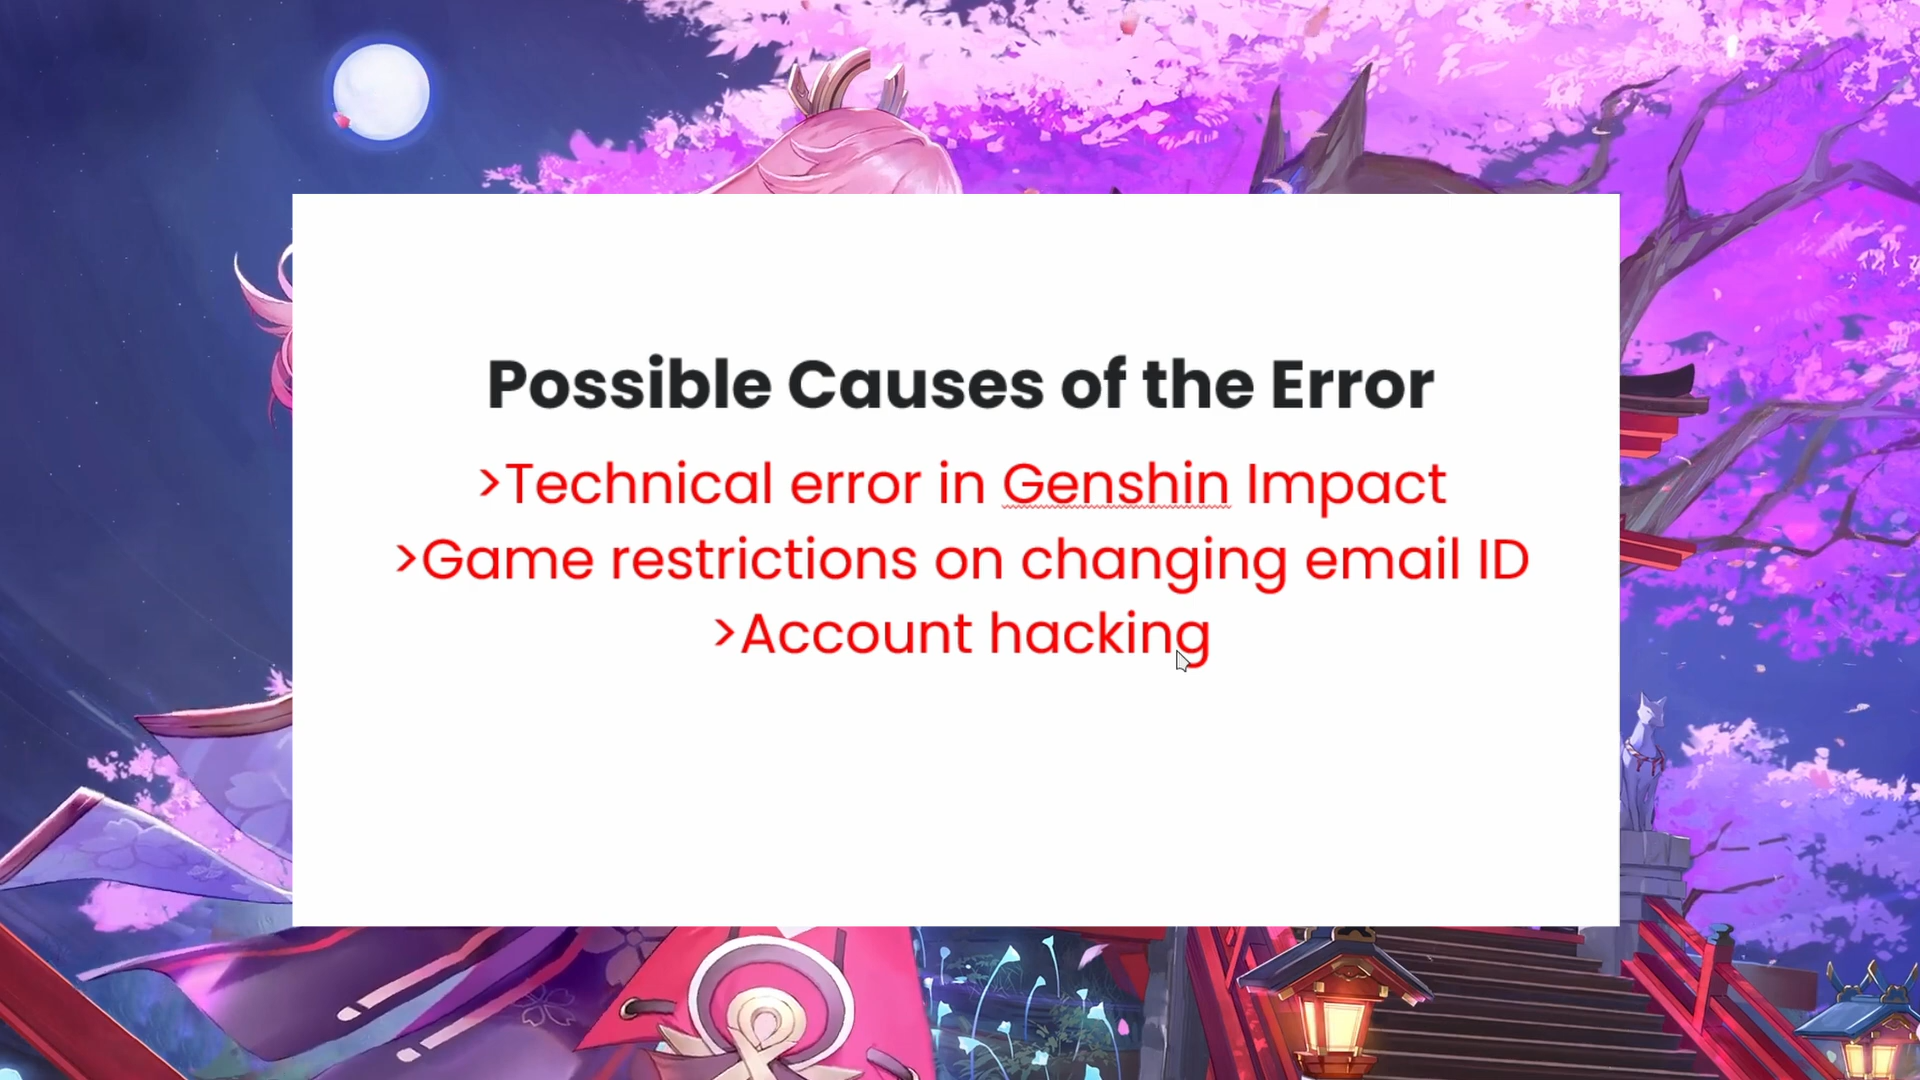 Possible Causes of the Error
>Technical error in Genshin Impact
>Game restrictions on changing email ID
>Account hacking